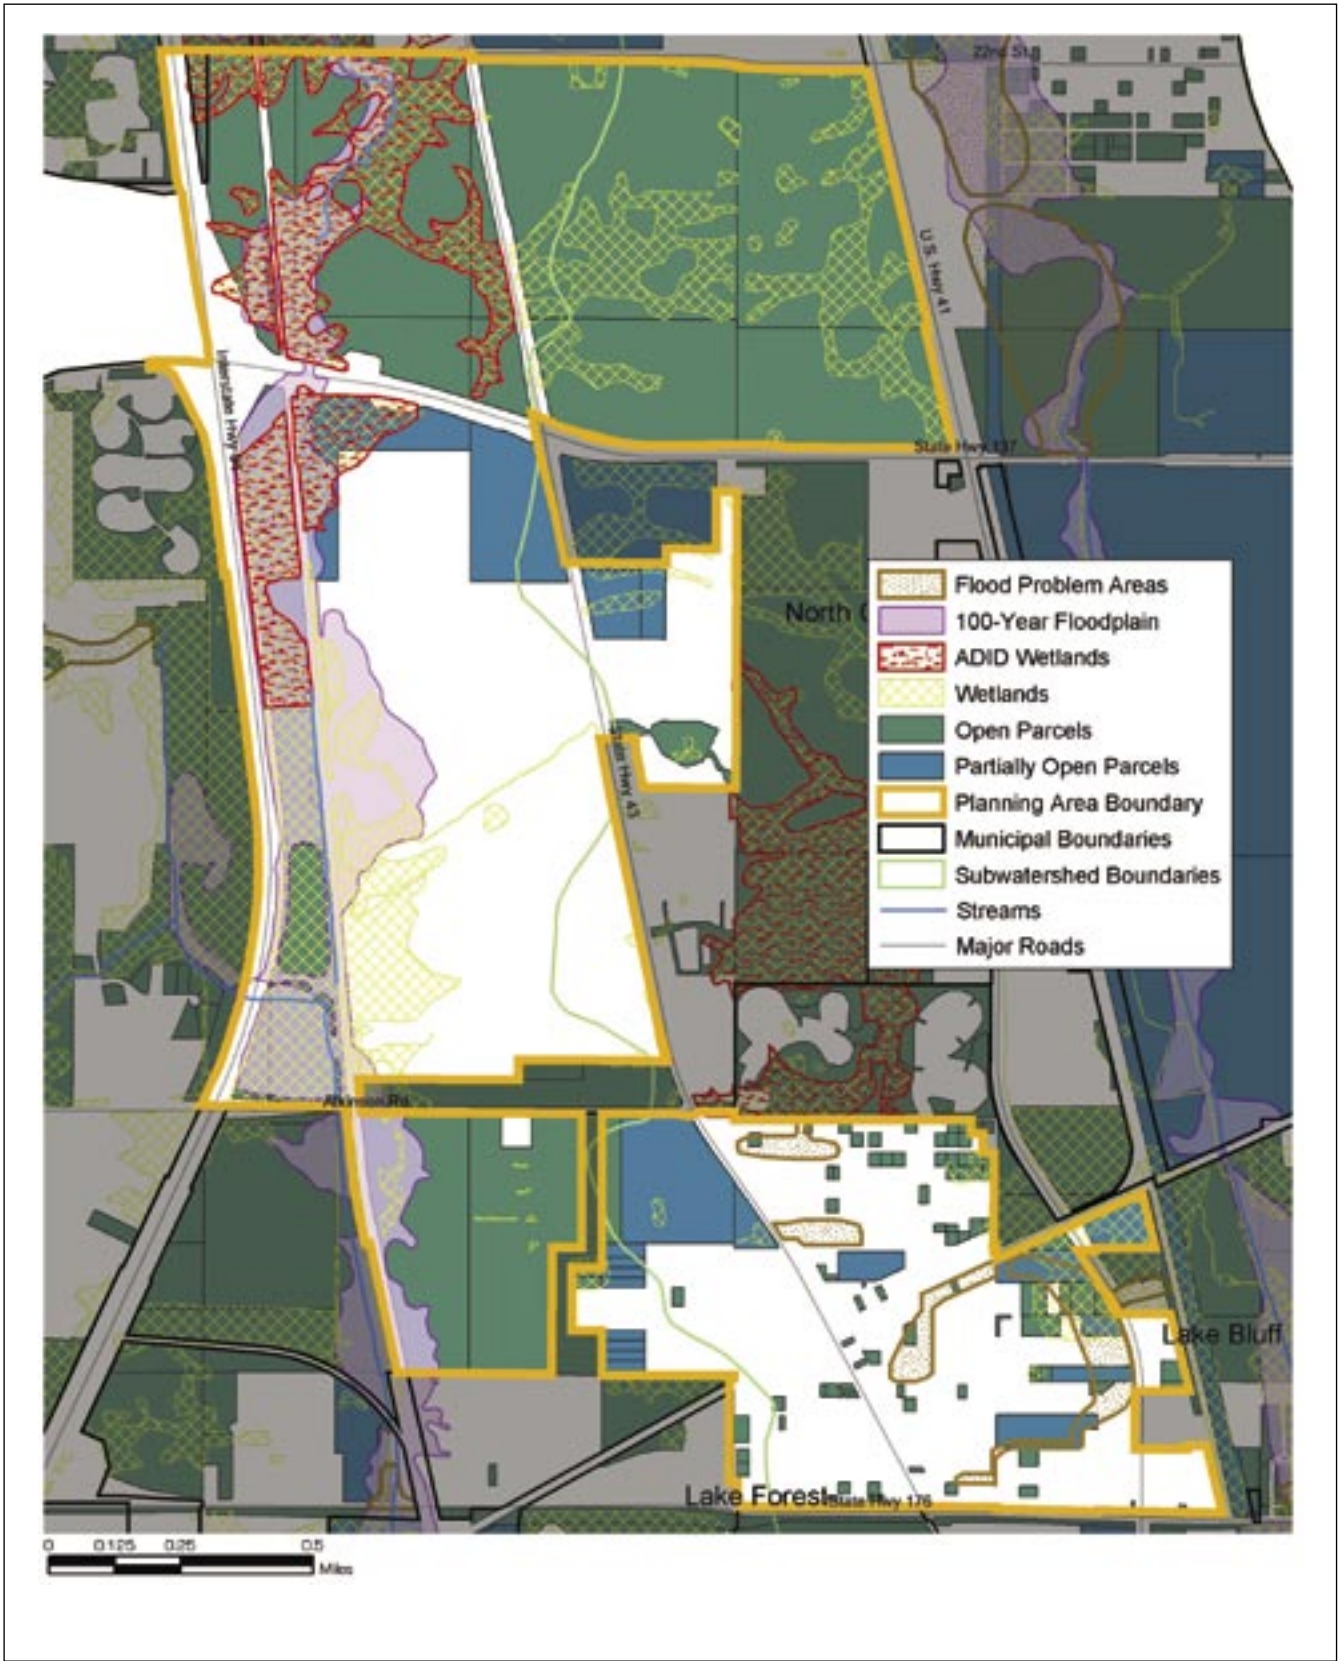 22nd St.
U.S. Hwy 41
Interstate Hwy
State Hwy 137
North
Flood Problem Areas
100-Year Floodplain
ADID Wetlands
Wetlands
Open Parcels
Partially Open Parcels
Planning Area Boundary
Municipal Boundaries
Subwatershed Boundaries
Streams
Major Roads
State Hwy 43
Atkinson Rd.
Lake Bluff
Lake Forest
State Hwy 176
0 0.125 0.25 0.5
Miles